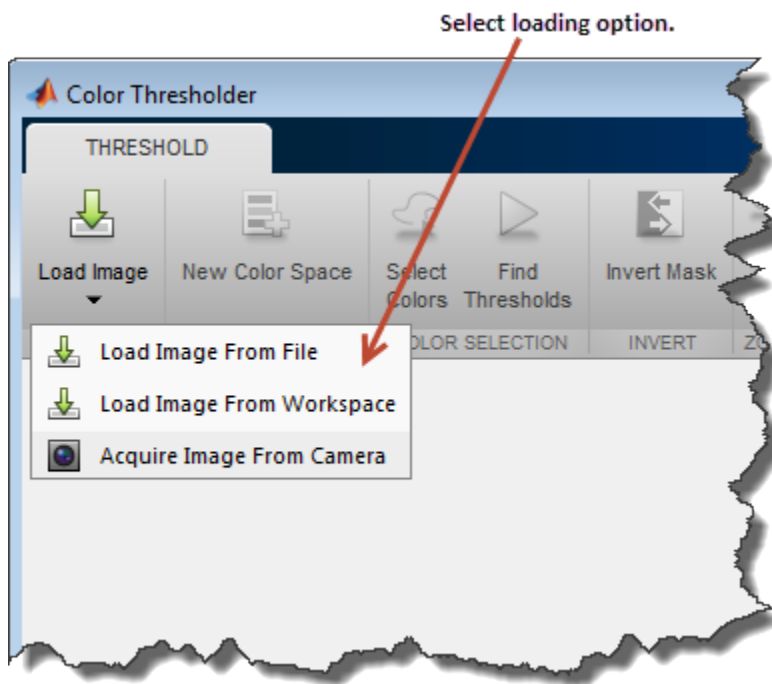 Select loading option.
Color Thresholder
THRESHOLD
Load Image
New Color Space
Select Colors
Find Thresholds
Invert Mask
COLOR SELECTION
INVERT
Load Image From File
Load Image From Workspace
Acquire Image From Camera